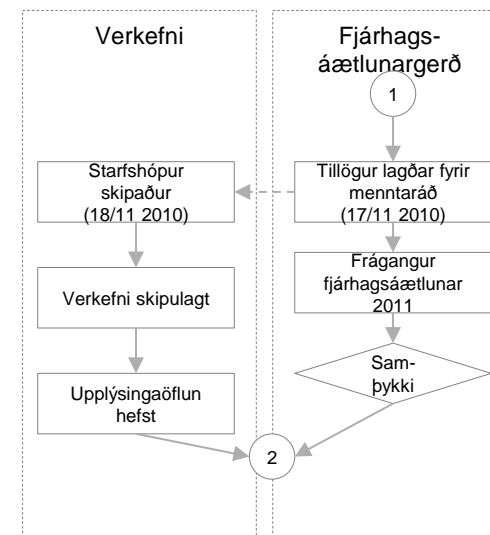 Verkefni
Starfshópur
skipaður
(18/11 2010)
Verkefni skipulagt
Upplýsingaöflun
hefst
Fjárhags-
áætlunargerð
1
Tillögur lagðar fyrir
menntaráð
(17/11 2010)
Frágangur
fjárhagsáætlunar
2011
Sam-
þykki
2